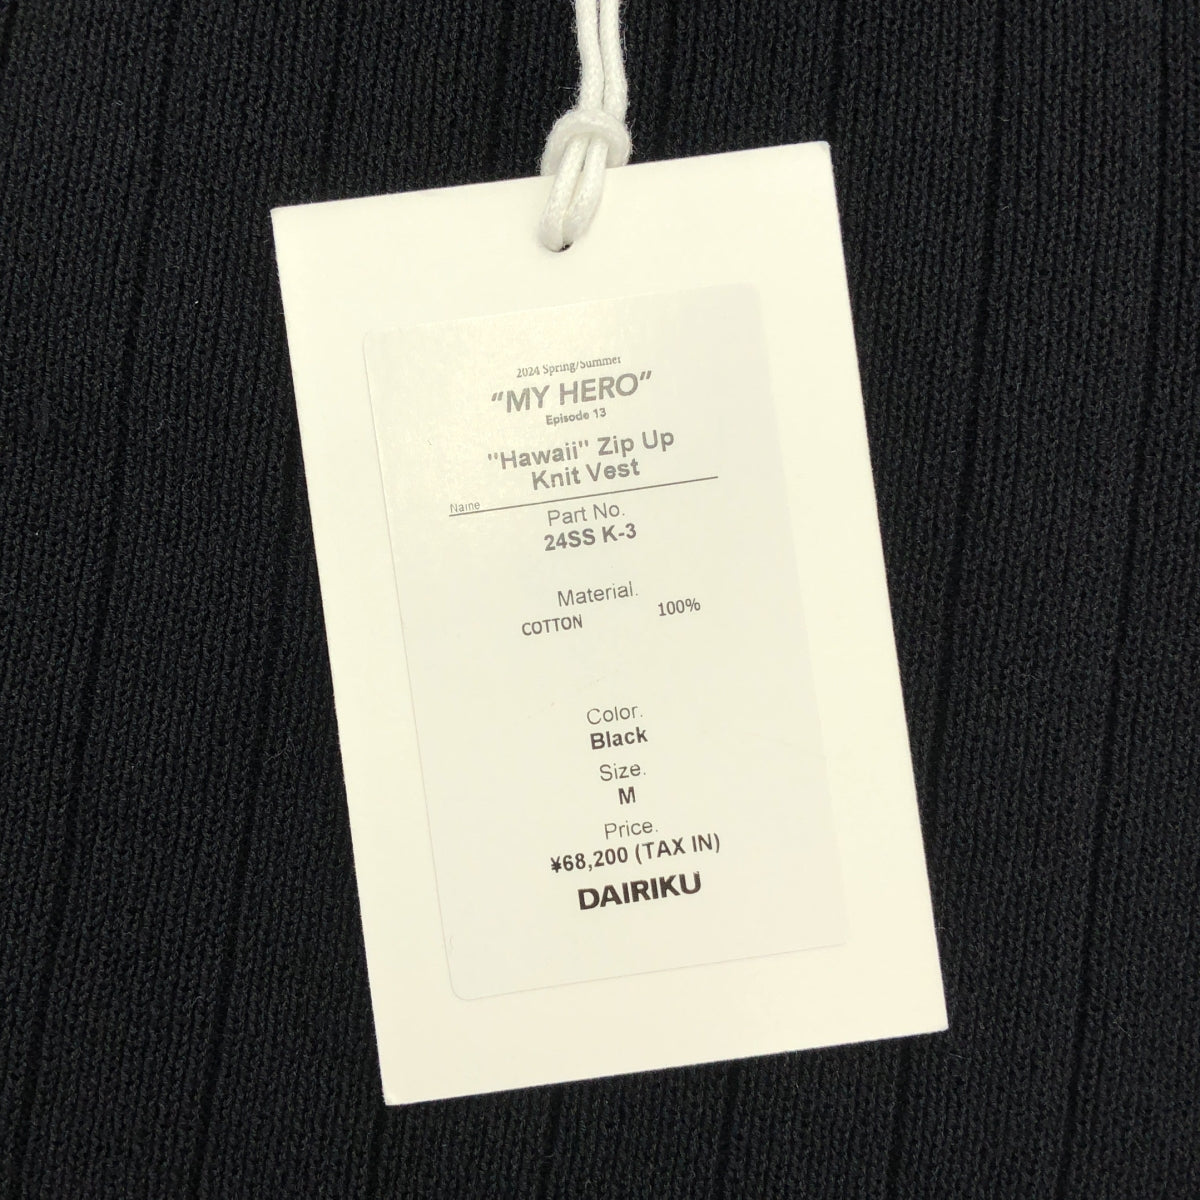 2024 Spring/Summer
"MY HERO"
Episode 13
"Hawaii" Zip Up
Knit Vest
Name
Part No.
24SS K-3
Material.
COTTON 100%
Color.
Black
Size.
M
Price.
¥68,200 (TAX IN)
DAIRIKU